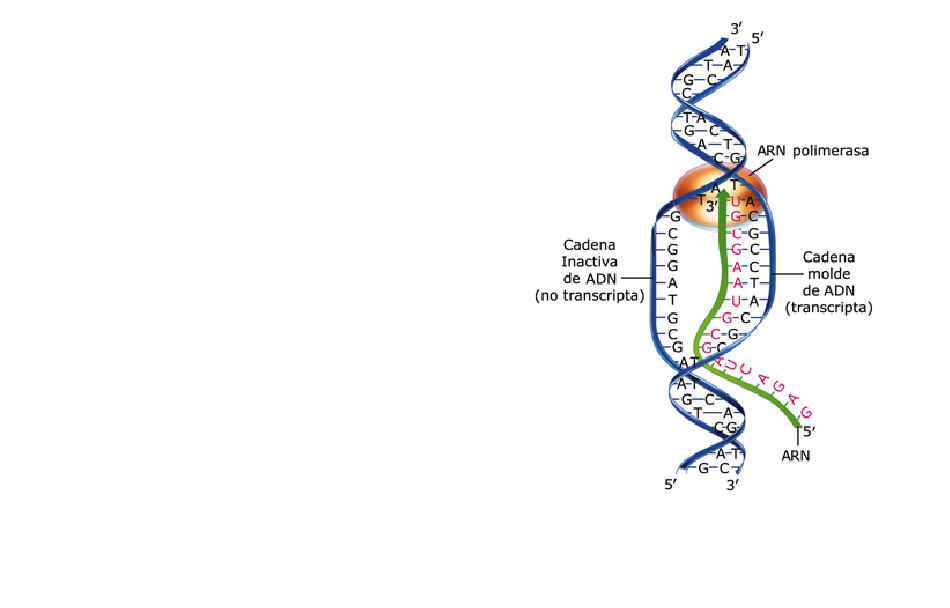 3’
5’
A-T
T-A
G-C
C
T-A
G-C
A-T
C-G
ARN polimerasa
A T
T 3’ U-A
G G-C
C C-G
G G-C
G A-C
A A-T
T U-A
G G-C
C C-G
G G-C
Cadena
Inactiva
de ADN
(no transcripta)
Cadena
molde
de ADN
(transcripta)
AT
A U C A G A G
5’
ARN
A-T
G-C
T-A
C-G
A-T
G-C
5’
3’